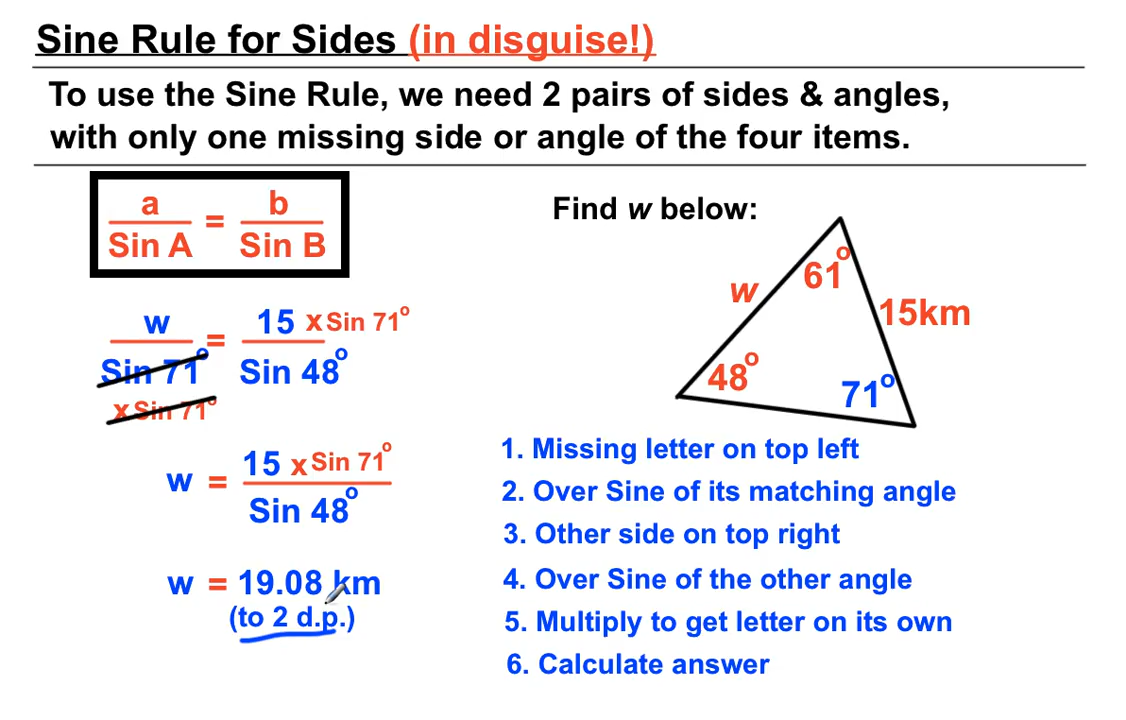 Sine Rule for Sides (in disguise!)
To use the Sine Rule, we need 2 pairs of sides & angles,
with only one missing side or angle of the four items.
a = b
Sin A Sin B
w = 15 x Sin 71°
Sin 71° Sin 48°
x Sin 71°
w = 15 x Sin 71°
Sin 48°
w = 19.08 km
(to 2 d.p.)
Find w below:
61°
w
15km
48°
71°
1. Missing letter on top left
2. Over Sine of its matching angle
3. Other side on top right
4. Over Sine of the other angle
5. Multiply to get letter on its own
6. Calculate answer